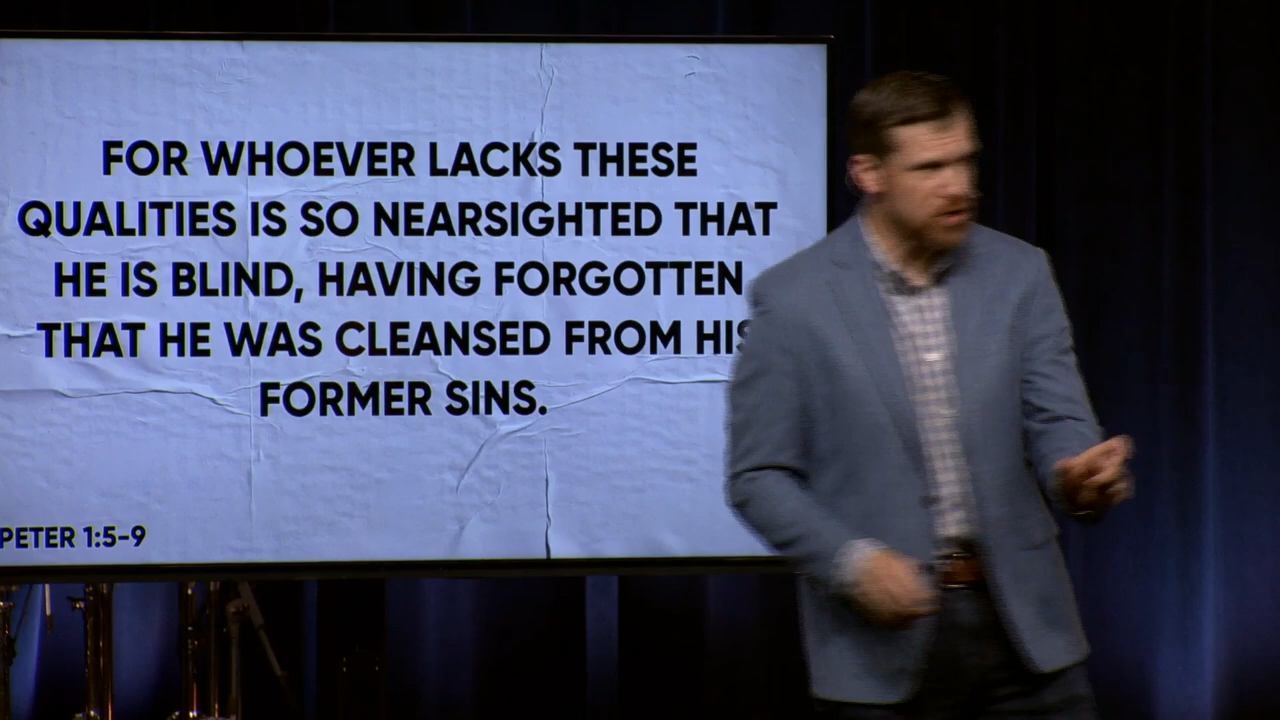 FOR WHOEVER LACKS THESE
QUALITIES IS SO NEARSIGHTED THAT
HE IS BLIND, HAVING FORGOTTEN
THAT HE WAS CLEANSED FROM HIS
FORMER SINS.
PETER 1:5-9